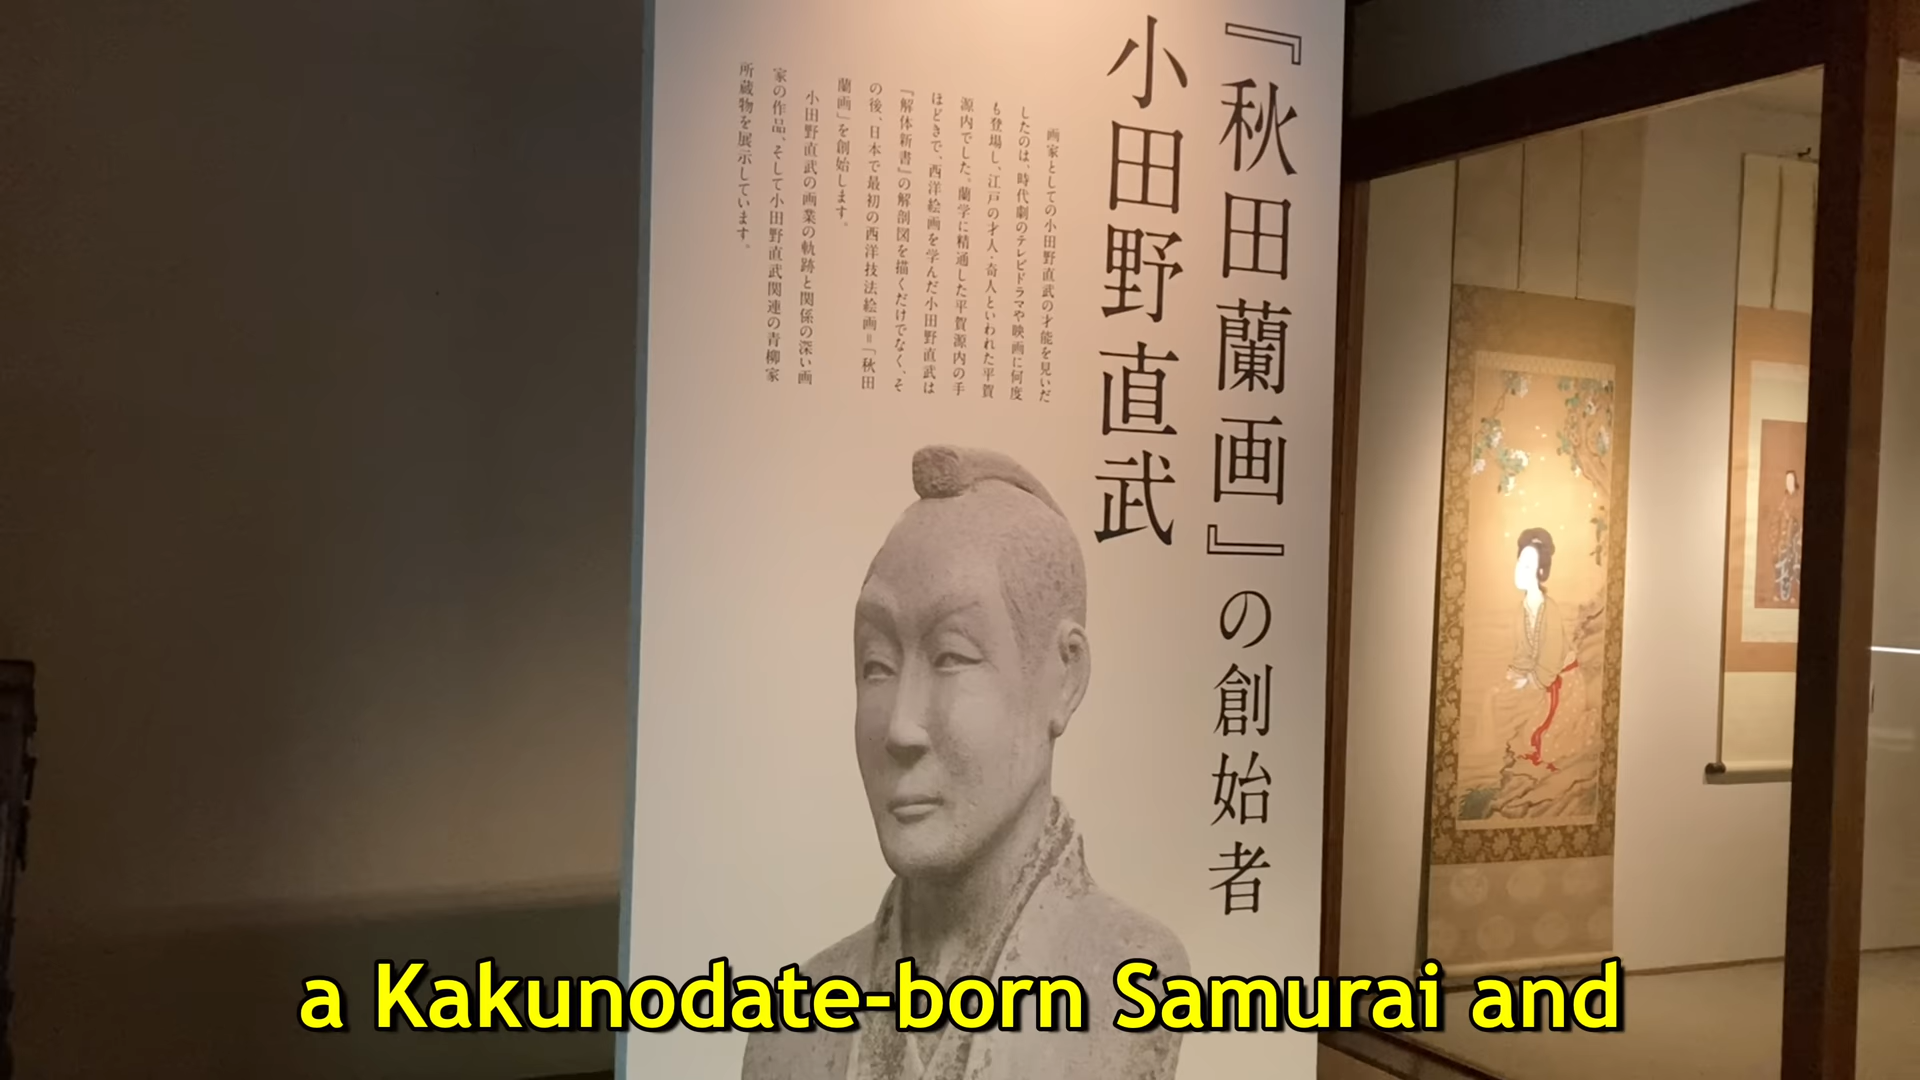 『秋田蘭画』の創始者
小田野直武
画家としての小田野直武の才能を見いだ
したのは、時代劇のテレビドラマや映画に何度
も登場し、江戸の才人・奇人といわれた平賀
源内でした。蘭学に精通した平賀源内の手
ほどきで、西洋絵画を学んだ小田野直武は
『解体新書』の解剖図を描くだけでなく、そ
の後、日本で最初の西洋技法絵画=「秋田
蘭画」を創始します。
小田野直武の画業の軌跡と関係の深い画
家の作品、そして小田野直武関連の青柳家
所蔵物を展示しています。
a Kakunodate-born Samurai and